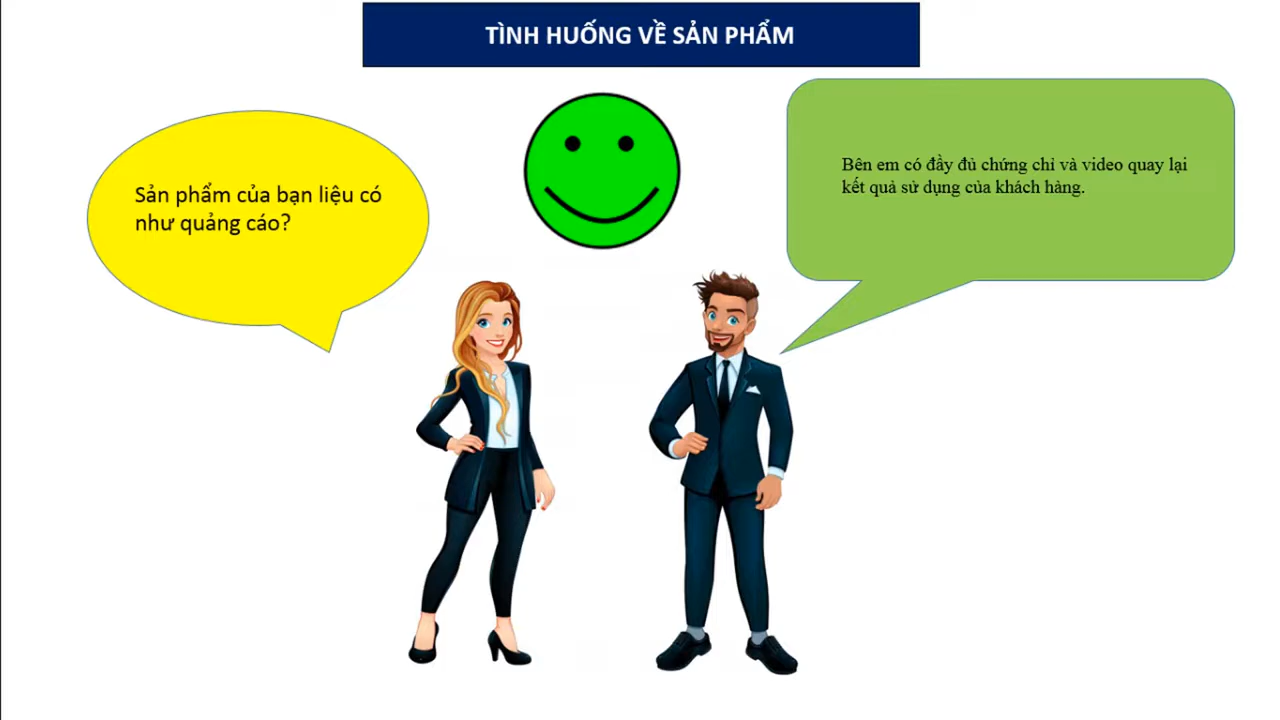 TÌNH HUỐNG VỀ SẢN PHẨM
Sản phẩm của bạn liệu có
như quảng cáo?
Bên em có đầy đủ chứng chỉ và video quay lại
kết quả sử dụng của khách hàng.